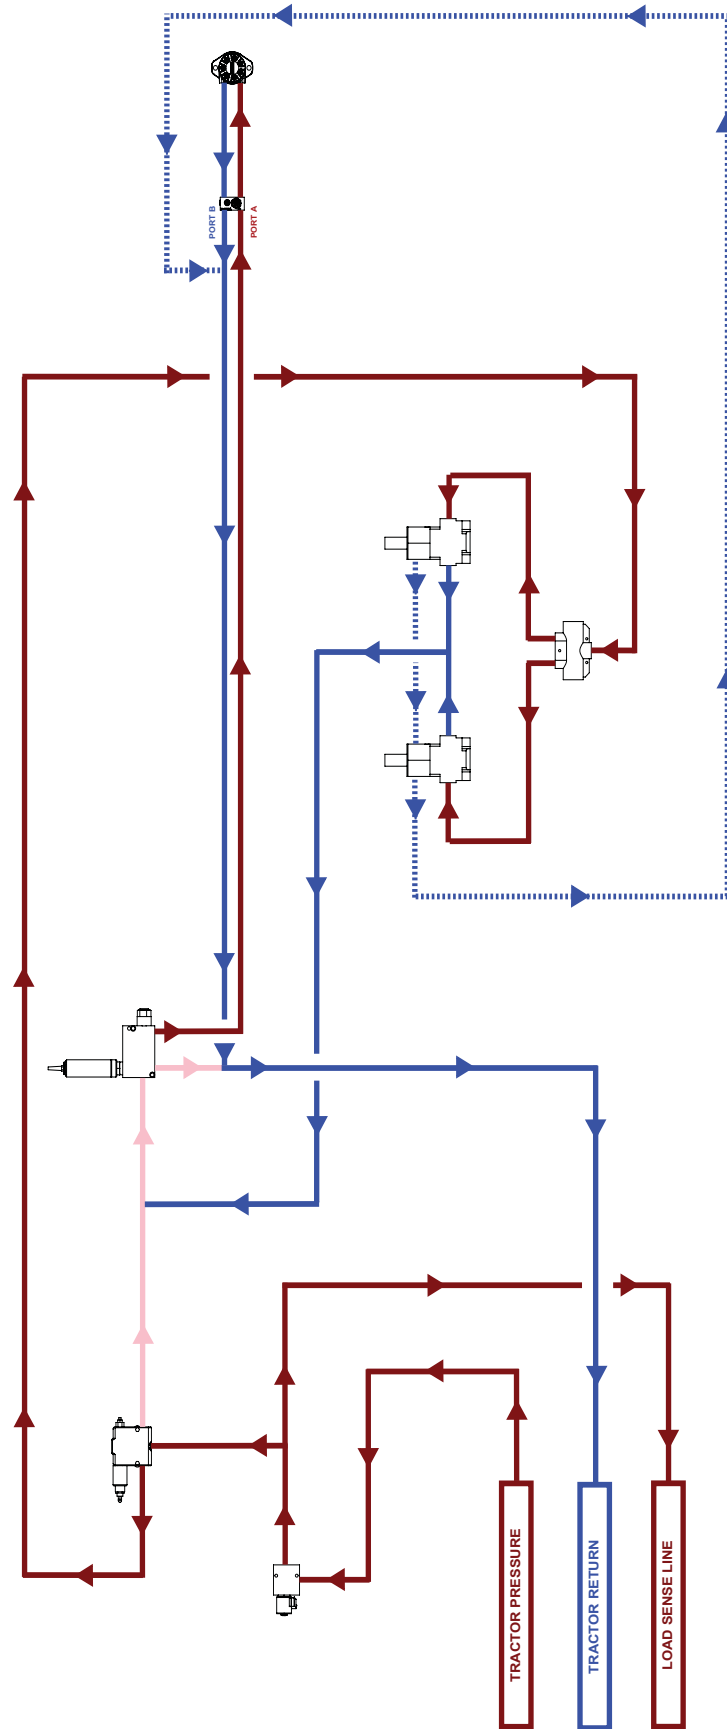 PORT B
PORT A
TRACTOR PRESSURE
TRACTOR RETURN
LOAD SENSE LINE